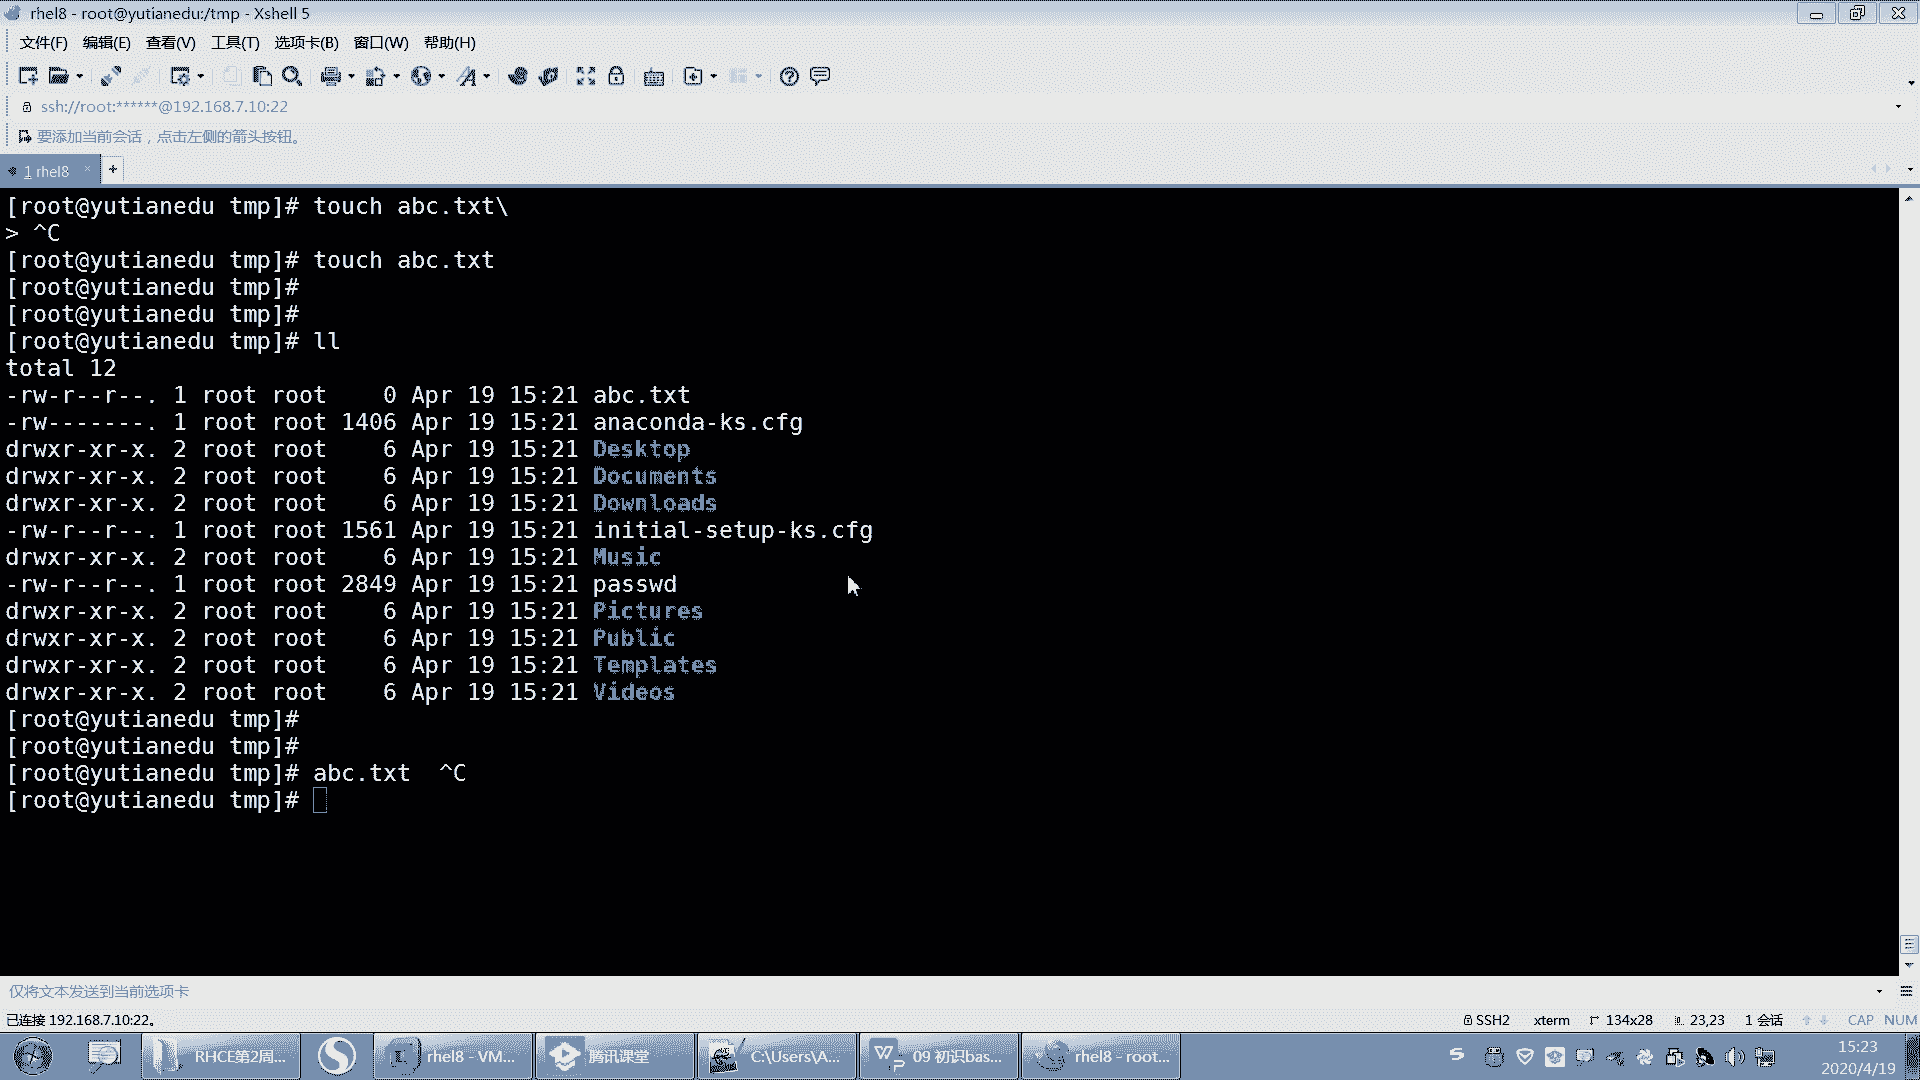 rhel8 - root@yutianedu:/tmp - Xshell 5
文件(F) 编辑(E) 查看(V) 工具(T) 选项卡(B) 窗口(W) 帮助(H)
ssh://root:******@192.168.7.10:22
要添加当前会话，点击左侧的箭头按钮。
1 rhel8 × +
[root@yutianedu tmp]# touch abc.txt\
> ^C
[root@yutianedu tmp]# touch abc.txt
[root@yutianedu tmp]#
[root@yutianedu tmp]#
[root@yutianedu tmp]# ll
total 12
-rw-r--r--. 1 root root    0 Apr 19 15:21 abc.txt
-rw-------. 1 root root 1406 Apr 19 15:21 anaconda-ks.cfg
drwxr-xr-x. 2 root root    6 Apr 19 15:21 Desktop
drwxr-xr-x. 2 root root    6 Apr 19 15:21 Documents
drwxr-xr-x. 2 root root    6 Apr 19 15:21 Downloads
-rw-r--r--. 1 root root 1561 Apr 19 15:21 initial-setup-ks.cfg
drwxr-xr-x. 2 root root    6 Apr 19 15:21 Music
-rw-r--r--. 1 root root 2849 Apr 19 15:21 passwd
drwxr-xr-x. 2 root root    6 Apr 19 15:21 Pictures
drwxr-xr-x. 2 root root    6 Apr 19 15:21 Public
drwxr-xr-x. 2 root root    6 Apr 19 15:21 Templates
drwxr-xr-x. 2 root root    6 Apr 19 15:21 Videos
[root@yutianedu tmp]#
[root@yutianedu tmp]#
[root@yutianedu tmp]# abc.txt  ^C
[root@yutianedu tmp]#
仅将文本发送到当前选项卡
已连接 192.168.7.10:22。 SSH2 xterm 134x28 23,23 1 会话 CAP NUM
RHCE第2周... rhel8 - VM... 腾讯课堂 C:\Users\A... 09 初识bas... rhel8 - root... 15:23
2020/4/19